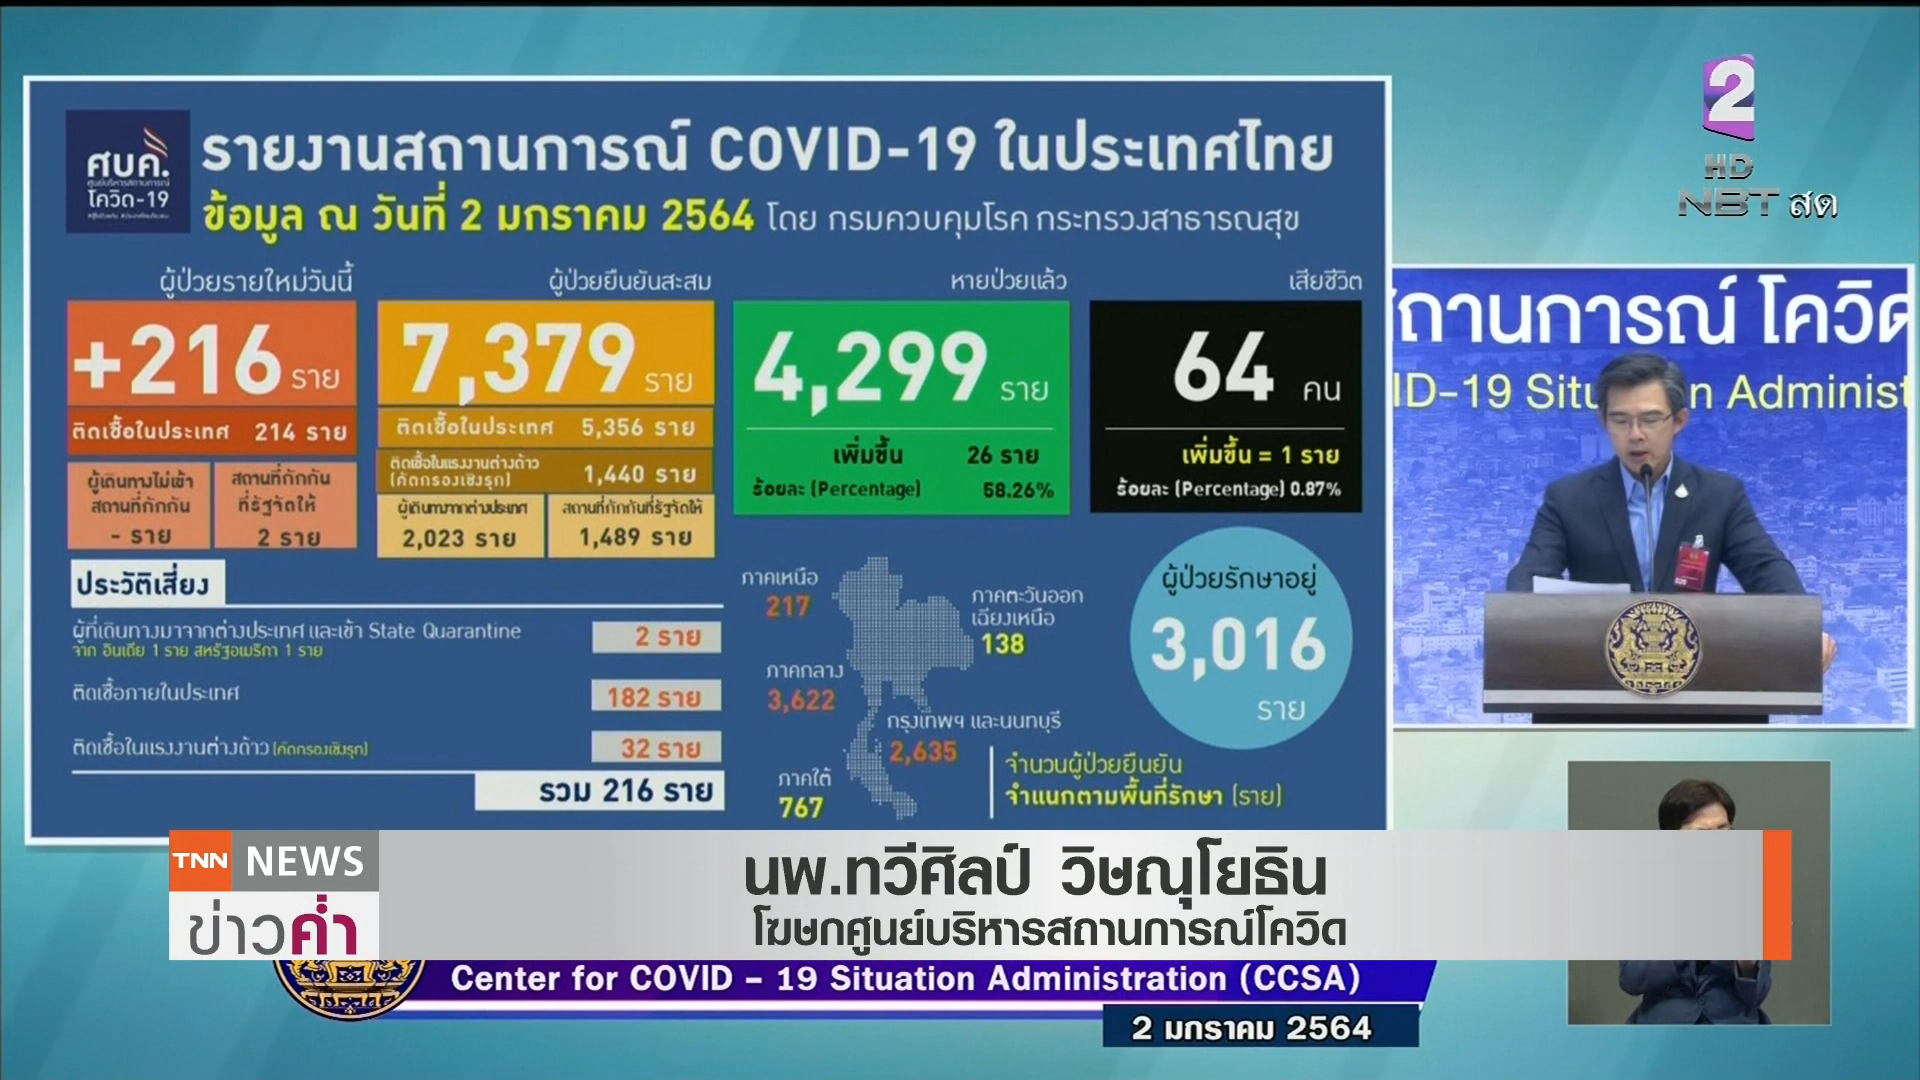 2
HD
NBT สด
ศบค.
ศูนย์บริหารสถานการณ์
โควิด-19
รายงานสถานการณ์ COVID-19 ในประเทศไทย
ข้อมูล ณ วันที่ 2 มกราคม 2564 โดย กรมควบคุมโรค กระทรวงสาธารณสุข
ผู้ป่วยรายใหม่วันนี้
+216 ราย
ติดเชื้อในประเทศ 214 ราย
ผู้เดินทางไม่เข้า
สถานที่กักกัน
- ราย
สถานที่กักกัน
ที่รัฐจัดให้
2 ราย
ผู้ป่วยยืนยันสะสม
7,379 ราย
ติดเชื้อในประเทศ 5,356 ราย
ติดเชื้อในแรงงานต่างด้าว
(คัดกรองเชิงรุก) 1,440 ราย
ผู้เดินทางจากต่างประเทศ
2,023 ราย
สถานที่กักกันที่รัฐจัดให้
1,489 ราย
หายป่วยแล้ว
4,299 ราย
เพิ่มขึ้น 26 ราย
ร้อยละ (Percentage) 58.26%
เสียชีวิต
64 คน
เพิ่มขึ้น = 1 ราย
ร้อยละ (Percentage) 0.87%
ประวัติเสี่ยง
ผู้ที่เดินทางมาจากต่างประเทศ และเข้า State Quarantine 2 ราย
จาก อินเดีย 1 ราย สหรัฐอเมริกา 1 ราย
ติดเชื้อภายในประเทศ 182 ราย
ติดเชื้อในแรงงานต่างด้าว (คัดกรองเชิงรุก) 32 ราย
รวม 216 ราย
ภาคเหนือ
217
ภาคตะวันออก
เฉียงเหนือ
138
ภาคกลาง
3,622
กรุงเทพฯ และนนทบุรี
2,635
ภาคใต้
767
จำนวนผู้ป่วยยืนยัน
จำแนกตามพื้นที่รักษา (ราย)
ผู้ป่วยรักษาอยู่
3,016
ราย
ถานการณ์ โควิด
ID-19 Situ n Administ
TNN NEWS
ข่าวค่ำ
นพ.ทวีศิลป์ วิษณุโยธิน
โฆษกศูนย์บริหารสถานการณ์โควิด
Center for COVID – 19 Situation Administration (CCSA)
2 มกราคม 2564